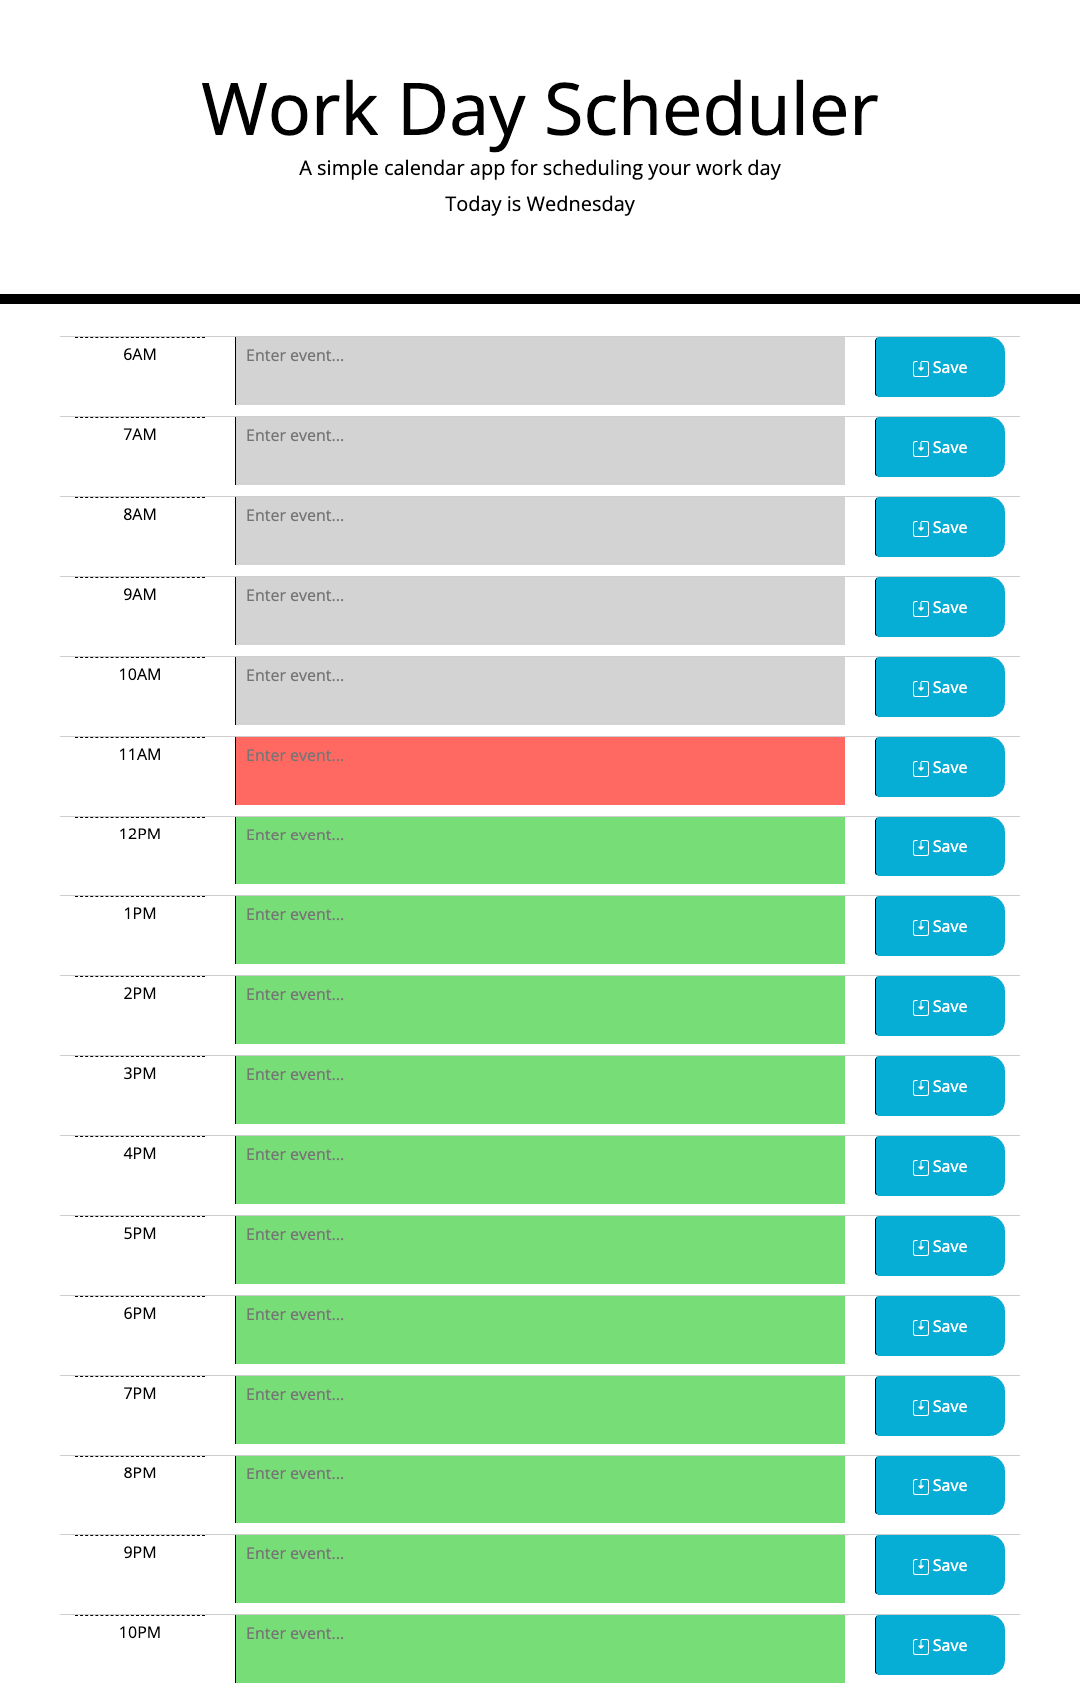 Work Day Scheduler
A simple calendar app for scheduling your work day
Today is Wednesday
6AM Enter event... Save
7AM Enter event... Save
8AM Enter event... Save
9AM Enter event... Save
10AM Enter event... Save
11AM Enter event... Save
12PM Enter event... Save
1PM Enter event... Save
2PM Enter event... Save
3PM Enter event... Save
4PM Enter event... Save
5PM Enter event... Save
6PM Enter event... Save
7PM Enter event... Save
8PM Enter event... Save
9PM Enter event... Save
10PM Enter event... Save